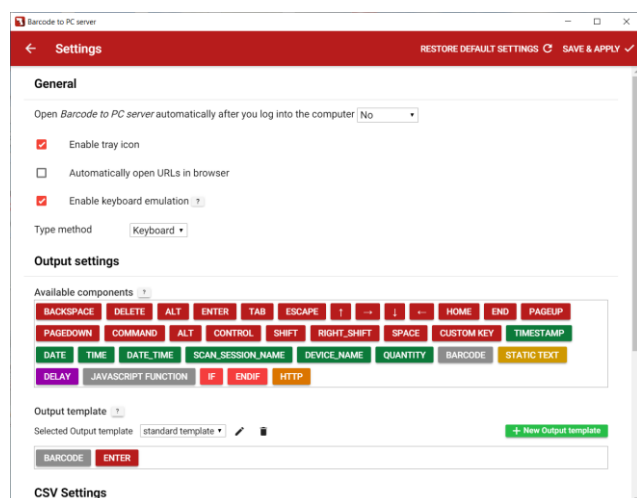 Barcode to PC server
Settings
RESTORE DEFAULT SETTINGS
SAVE & APPLY
General
Open Barcode to PC server automatically after you log into the computer No
Enable tray icon
Automatically open URLs in browser
Enable keyboard emulation ?
Type method Keyboard
Output settings
Available components ?
BACKSPACE DELETE ALT ENTER TAB ESCAPE ↑ → ↓ ← HOME END PAGEUP
PAGEDOWN COMMAND ALT CONTROL SHIFT RIGHT_SHIFT SPACE CUSTOM KEY TIMESTAMP
DATE TIME DATE_TIME SCAN_SESSION_NAME DEVICE_NAME QUANTITY BARCODE STATIC TEXT
DELAY JAVASCRIPT FUNCTION IF ENDIF HTTP
Output template ?
Selected Output template standard template + New Output template
BARCODE ENTER
CSV Settings